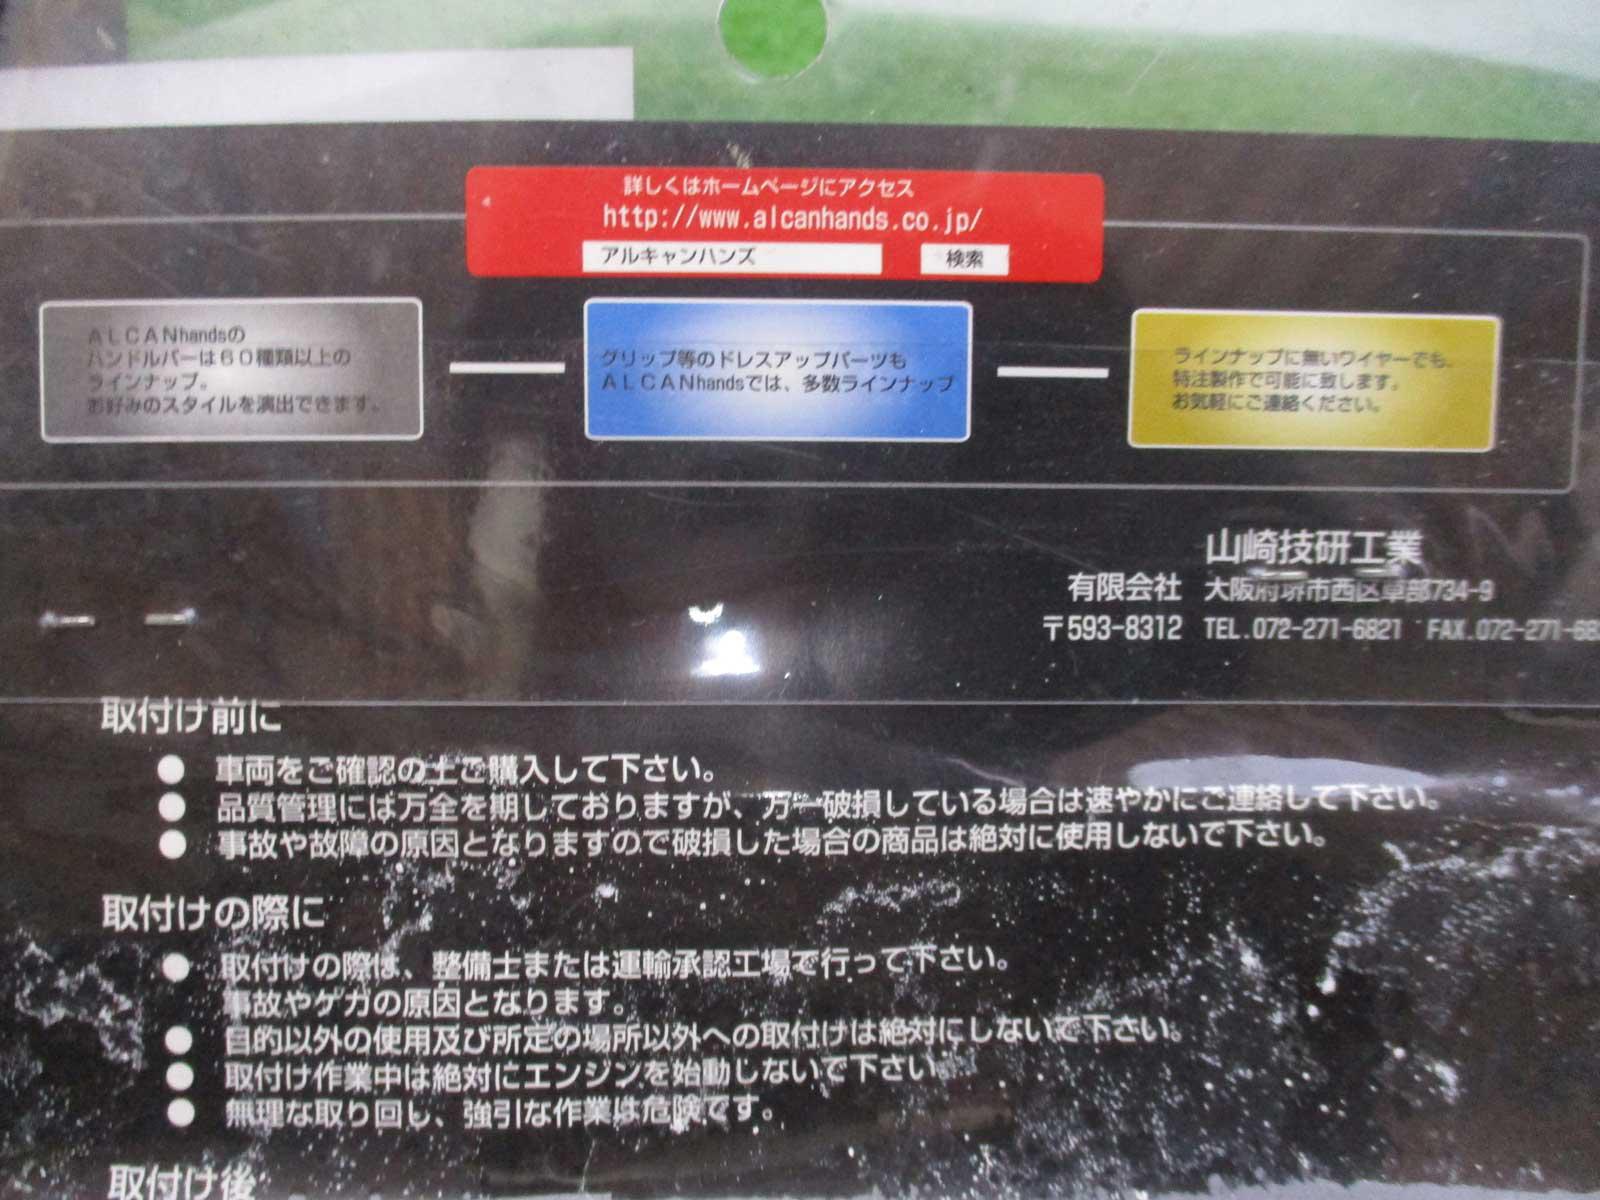 詳しくはホームページにアクセス
http://www.alcanhands.co.jp/
アルキャンハンズ 検索
ALCANhandsの
ハンドルバーは60種類以上の
ラインナップ。
お好みのスタイルを演出できます。
グリップ等のドレスアップパーツも
ALCANhandsでは、多数ラインナップ
ラインナップに無いワイヤーでも、
特注製作で可能に致します。
お気軽にご連絡ください。
山崎技研工業
有限会社 大阪府堺市西区草部734-9
〒593-8312 TEL.072-271-6821 FAX.072-271-68
取付け前に
● 車両をご確認の上ご購入して下さい。
● 品質管理には万全を期しておりますが、万一破損している場合は速やかにご連絡して下さい。
● 事故や故障の原因となりますので破損した場合の商品は絶対に使用しないで下さい。
取付けの際に
● 取付けの際は、整備士または運輸承認工場で行って下さい。
事故やケガの原因となります。
● 目的以外の使用及び所定の場所以外への取付けは絶対にしないで下さい。
● 取付け作業中は絶対にエンジンを始動しないで下さい
● 無理な取り回し、強引な作業は危険です。
取付け後